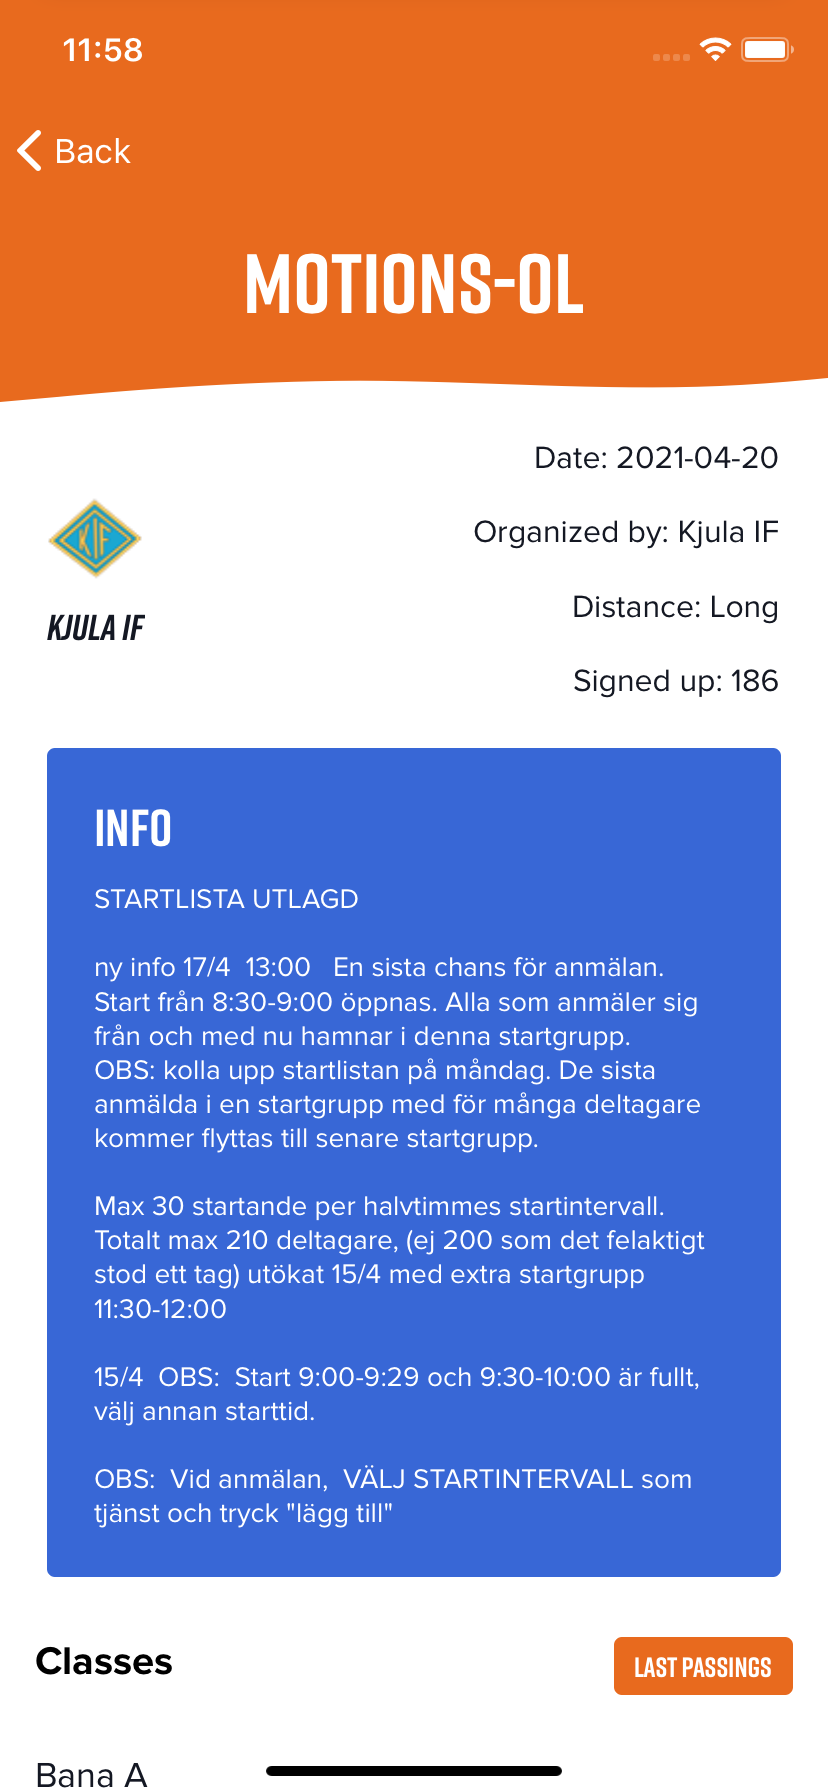 11:58
Back
MOTIONS-OL
Date: 2021-04-20
KIF
Organized by: Kjula IF
Distance: Long
KJULA IF
Signed up: 186
INFO
STARTLISTA UTLAGD
ny info 17/4  13:00   En sista chans för anmälan.
Start från 8:30-9:00 öppnas. Alla som anmäler sig
från och med nu hamnar i denna startgrupp.
OBS: kolla upp startlistan på måndag. De sista
anmälda i en startgrupp med för många deltagare
kommer flyttas till senare startgrupp.
Max 30 startande per halvtimmes startintervall.
Totalt max 210 deltagare, (ej 200 som det felaktigt
stod ett tag) utökat 15/4 med extra startgrupp
11:30-12:00
15/4  OBS:  Start 9:00-9:29 och 9:30-10:00 är fullt,
välj annan starttid.
OBS:  Vid anmälan,  VÄLJ STARTINTERVALL som
tjänst och tryck "lägg till"
Classes
LAST PASSINGS
Bana A